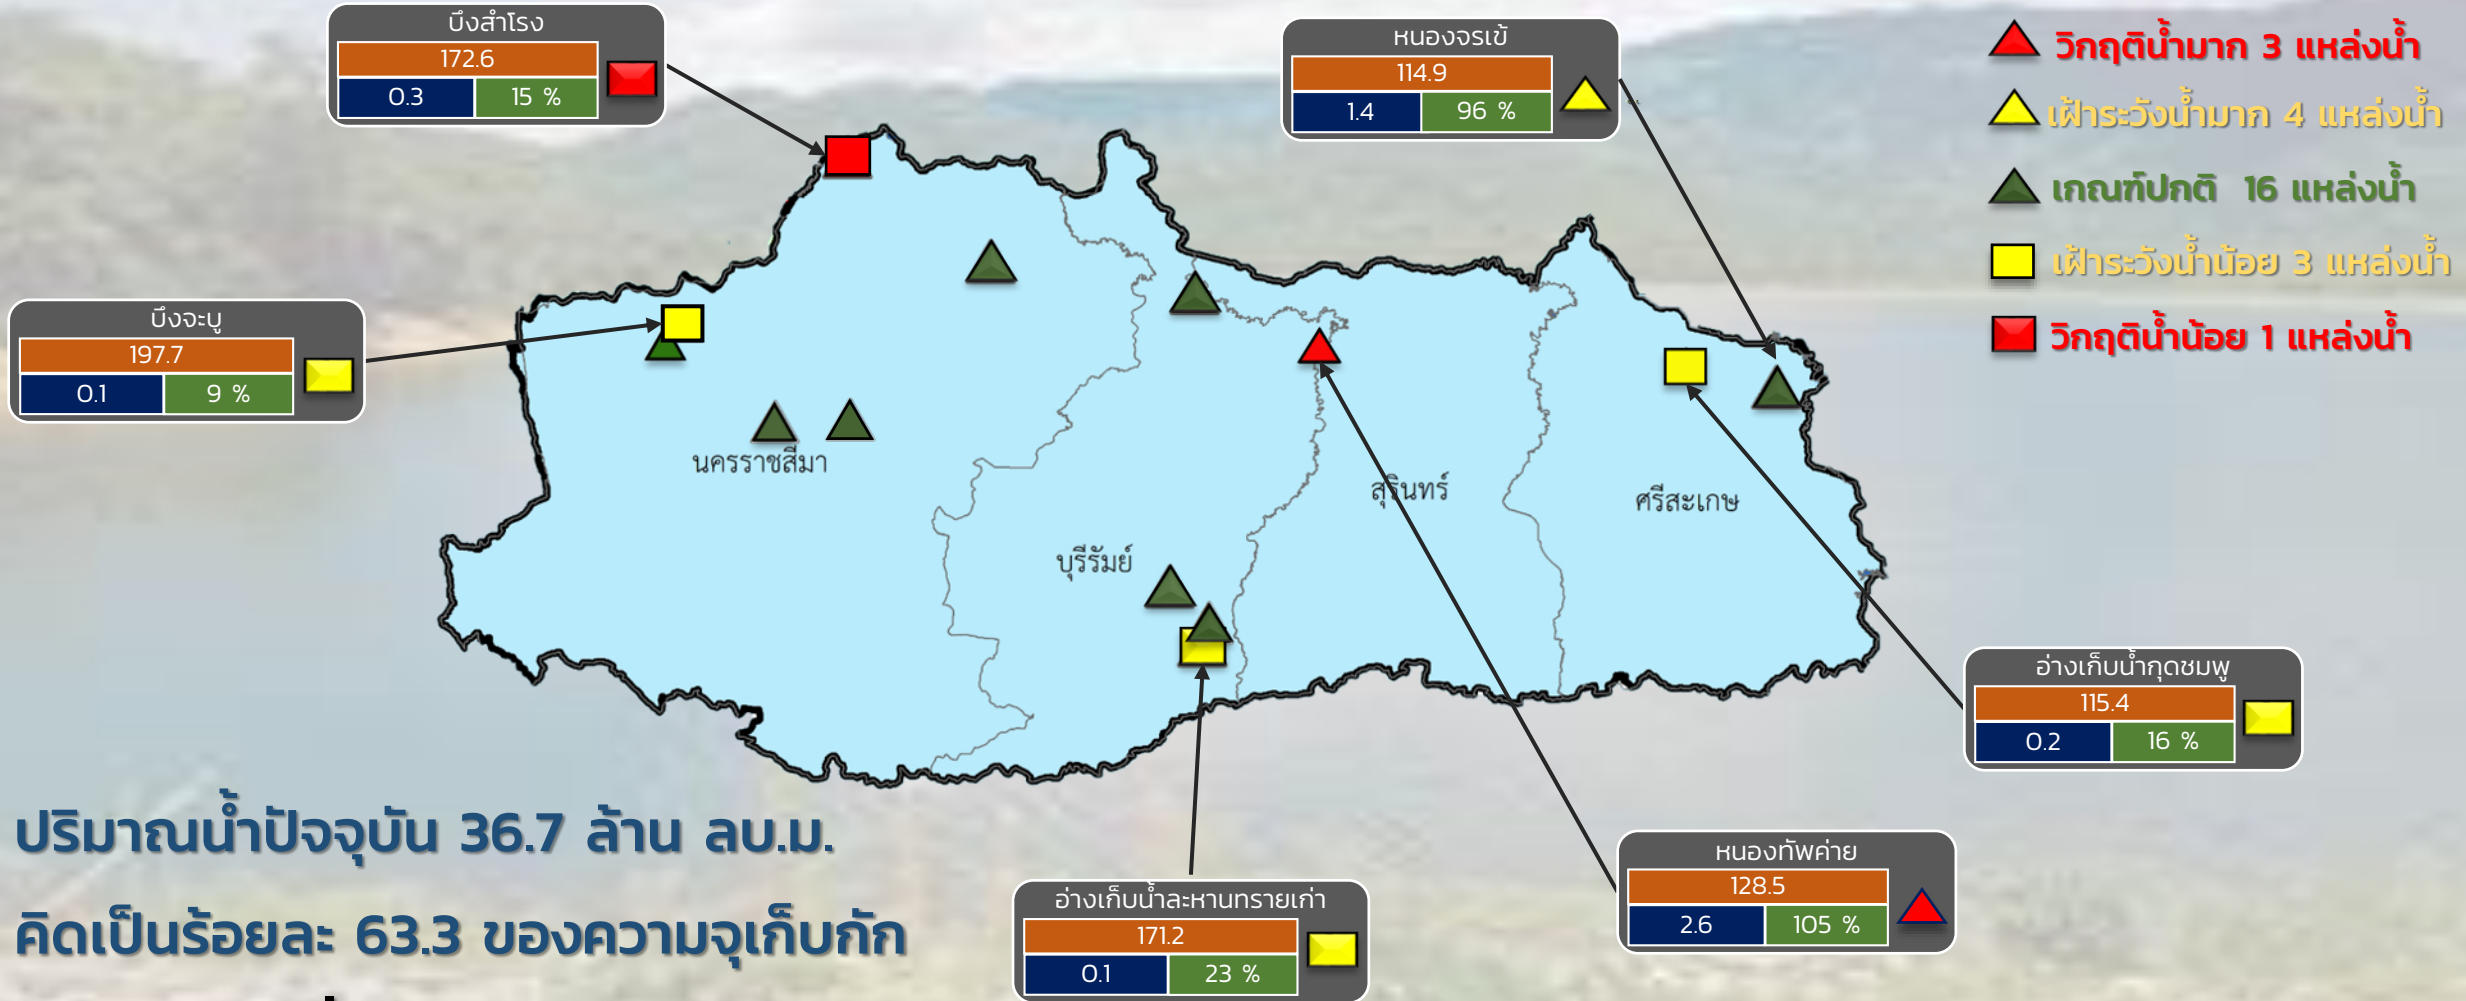 บึงสำโรง
172.6
0.3 15 %
หนองจรเข้
114.9
1.4 96 %
วิกฤติน้ำมาก 3 แหล่งน้ำ
เฝ้าระวังน้ำมาก 4 แหล่งน้ำ
เกณฑ์ปกติ 16 แหล่งน้ำ
เฝ้าระวังน้ำน้อย 3 แหล่งน้ำ
วิกฤติน้ำน้อย 1 แหล่งน้ำ
บึงจะบู
197.7
0.1 9 %
นครราชสีมา
สุรินทร์
ศรีสะเกษ
บุรีรัมย์
อ่างเก็บน้ำกุดชมพู
115.4
0.2 16 %
หนองทัพค่าย
128.5
2.6 105 %
อ่างเก็บน้ำละหานทรายเก่า
171.2
0.1 23 %
ปริมาณน้ำปัจจุบัน 36.7 ล้าน ลบ.ม.
คิดเป็นร้อยละ 63.3 ของความจุเก็บกัก